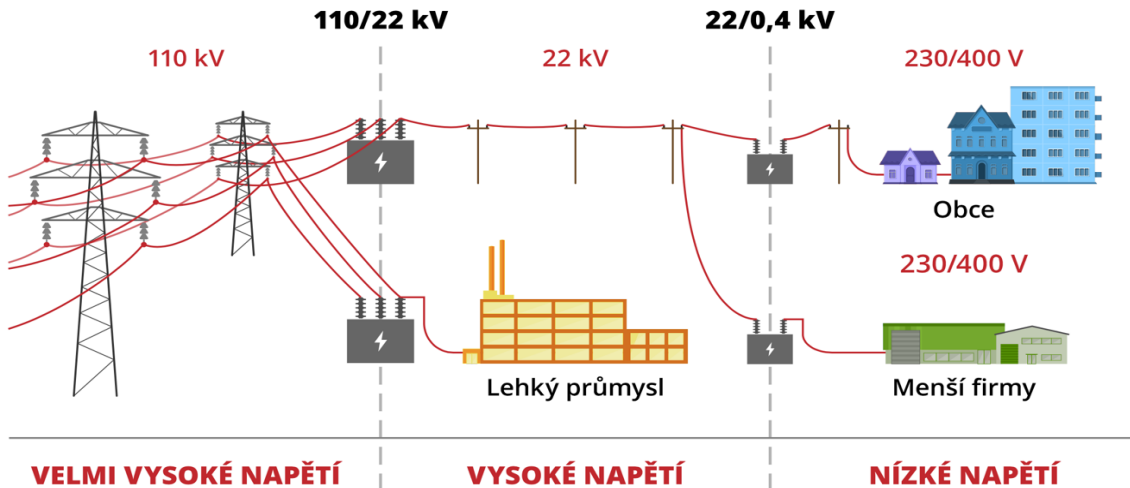 110/22 kV
22/0,4 kV
110 kV
22 kV
230/400 V
Obce
230/400 V
Lehký průmysl
Menší firmy
VELMI VYSOKÉ NAPĚTÍ
VYSOKÉ NAPĚTÍ
NÍZKÉ NAPĚTÍ